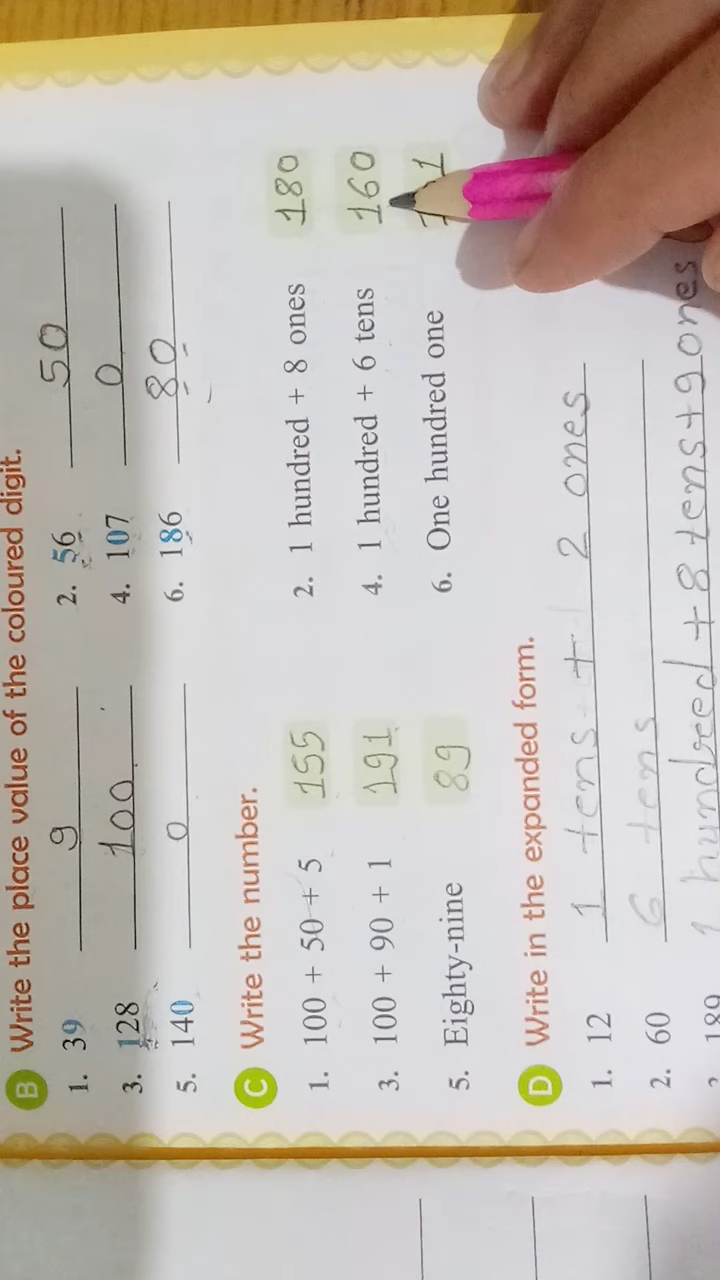 B Write the place value of the coloured digit.
1. 39 9 2. 56 50
3. 128 100 4. 107 0
5. 140 0 6. 186 80
C Write the number.
1. 100 + 50 + 5 155 2. 1 hundred + 8 ones 180
3. 100 + 90 + 1 191 4. 1 hundred + 6 tens 160
5. Eighty-nine 89 6. One hundred one
D Write in the expanded form.
1. 12 1 tens + 2 ones
2. 60 6 tens
189 1 hundred + 8 tens + 9 ones